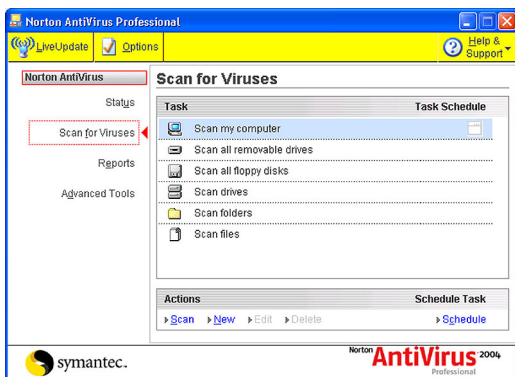 Norton AntiVirus Professional
LiveUpdate
Options
Help &
Support
Norton AntiVirus
Status
Scan for Viruses
Reports
Advanced Tools
Scan for Viruses
Task Task Schedule
Scan my computer
Scan all removable drives
Scan all floppy disks
Scan drives
Scan folders
Scan files
Actions Schedule Task
Scan New Edit Delete Schedule
symantec.
Norton AntiVirus 2004
Professional